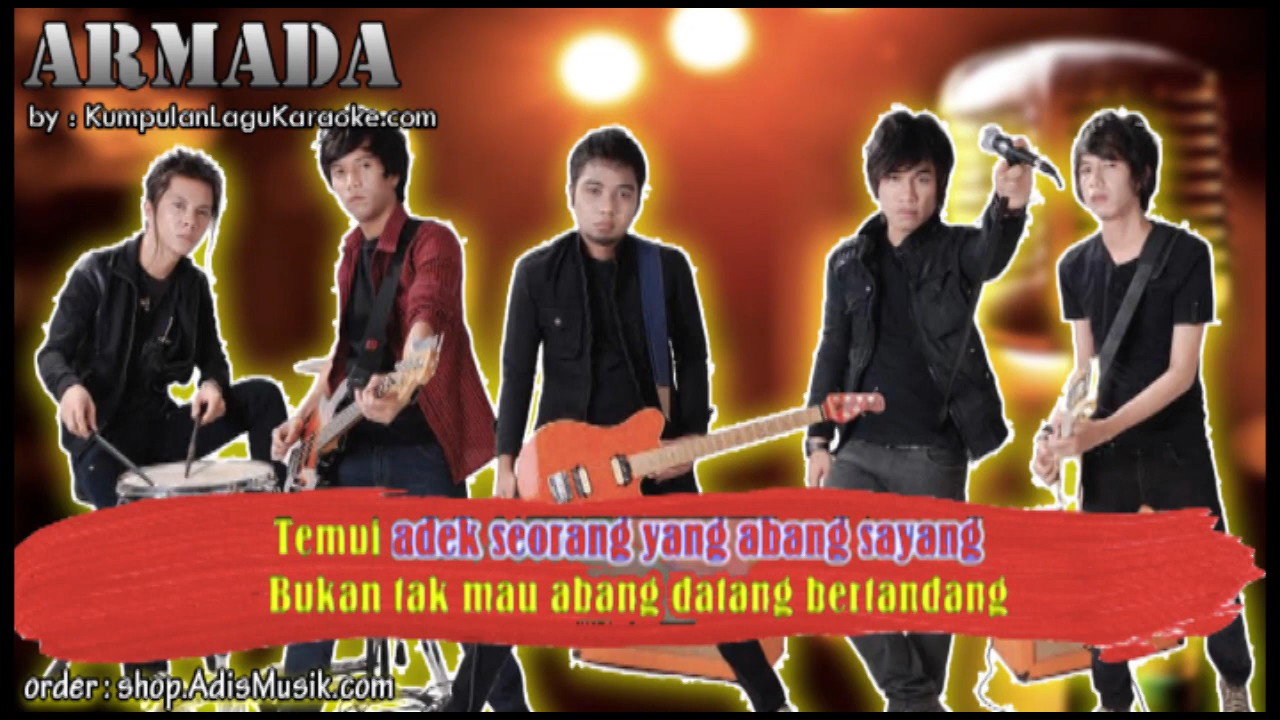 ARMADA
by : KumpulanLaguKaraoke.com
Temui adek seorang yang abang sayang
Bukan tak mau abang datang bertandang
order : shop.AdisMusik.com